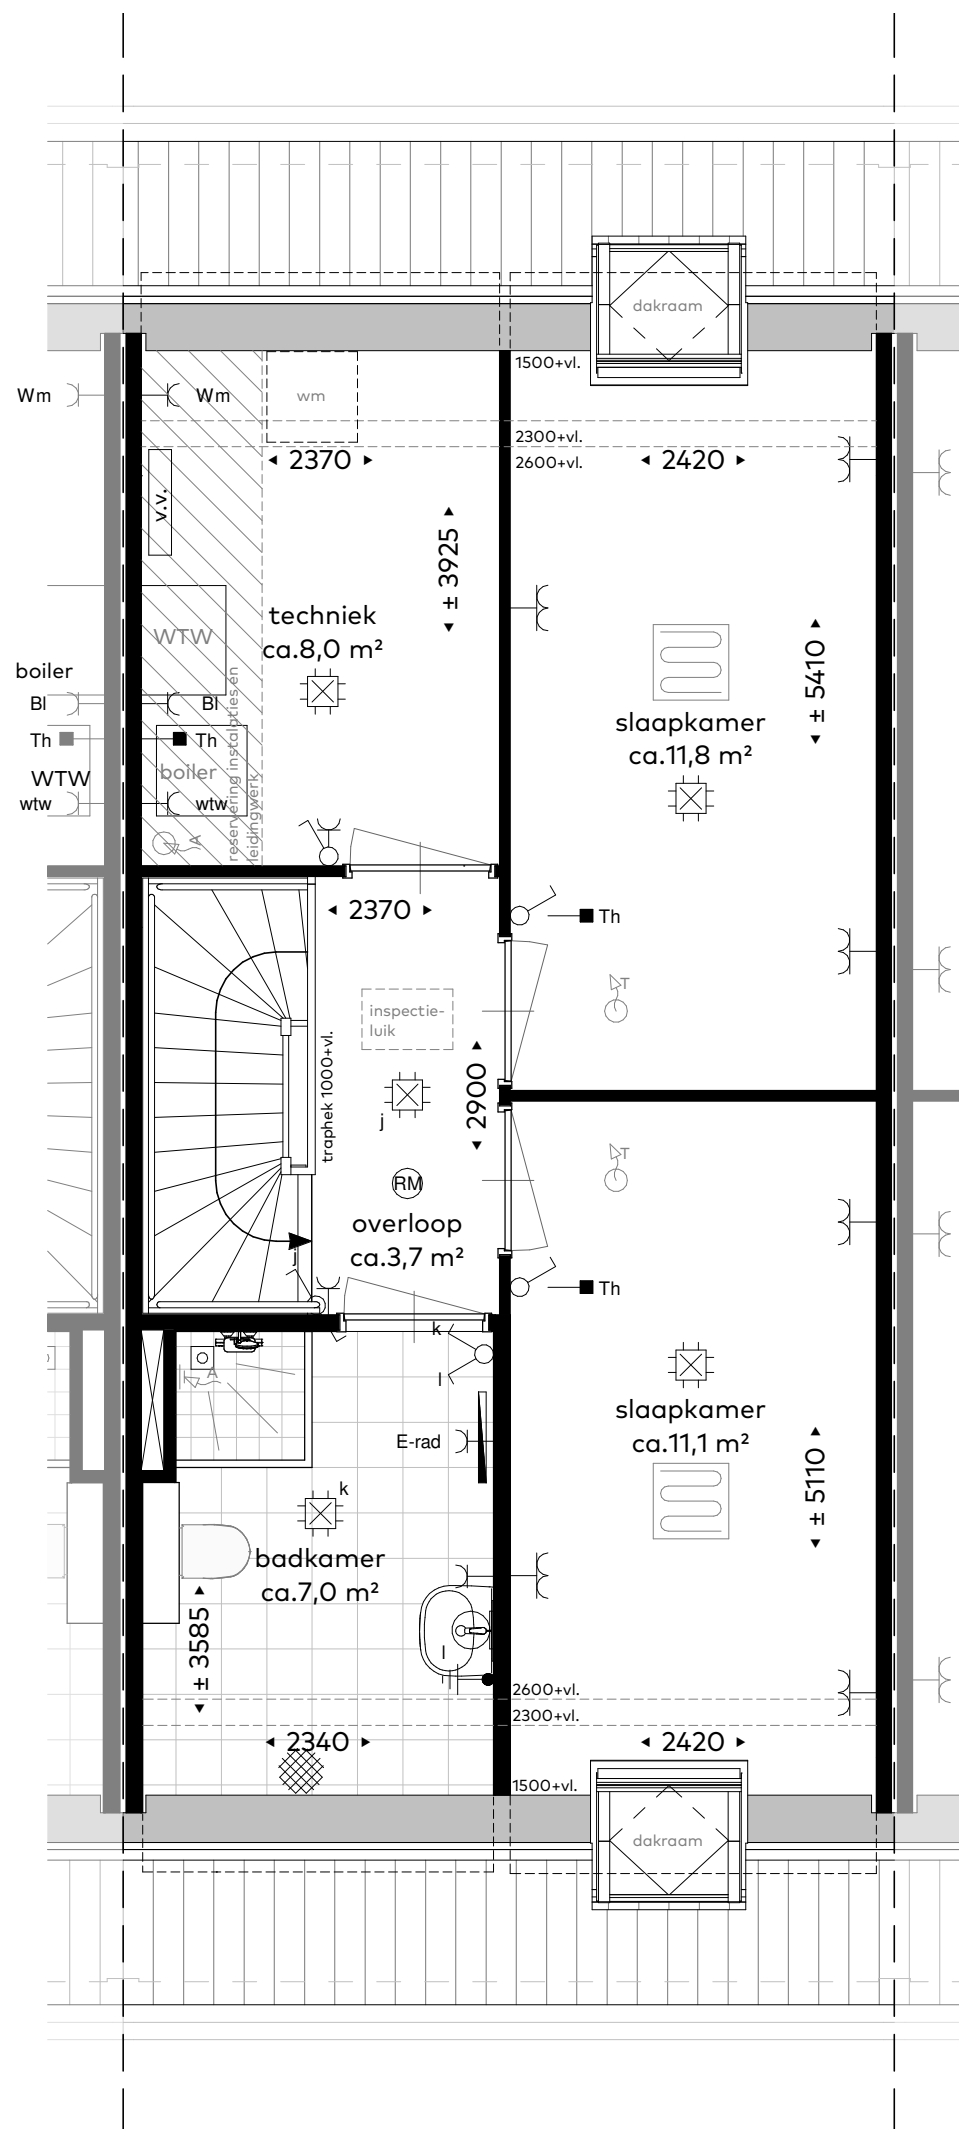 dakraam
1500+vl.
Wm
Wm
wm
2300+vl.
2370
2600+vl.
2420
v.v.
± 3925
techniek
ca.8,0 m²
WTW
± 5410
boiler
Bl
Bl
slaapkamer
ca.11,8 m²
Th
Th
WTW
boiler
wtw
wtw
reservering instalaties en
leidingwerk
A
2370
Th
T
inspectie-
luik
traphek 1000+vl.
2900
j
RM
T
overloop
ca.3,7 m²
j
Th
k
l
A
slaapkamer
ca.11,1 m²
E-rad
± 5110
k
badkamer
ca.7,0 m²
± 3585
l
2600+vl.
2300+vl.
2340
2420
1500+vl.
dakraam